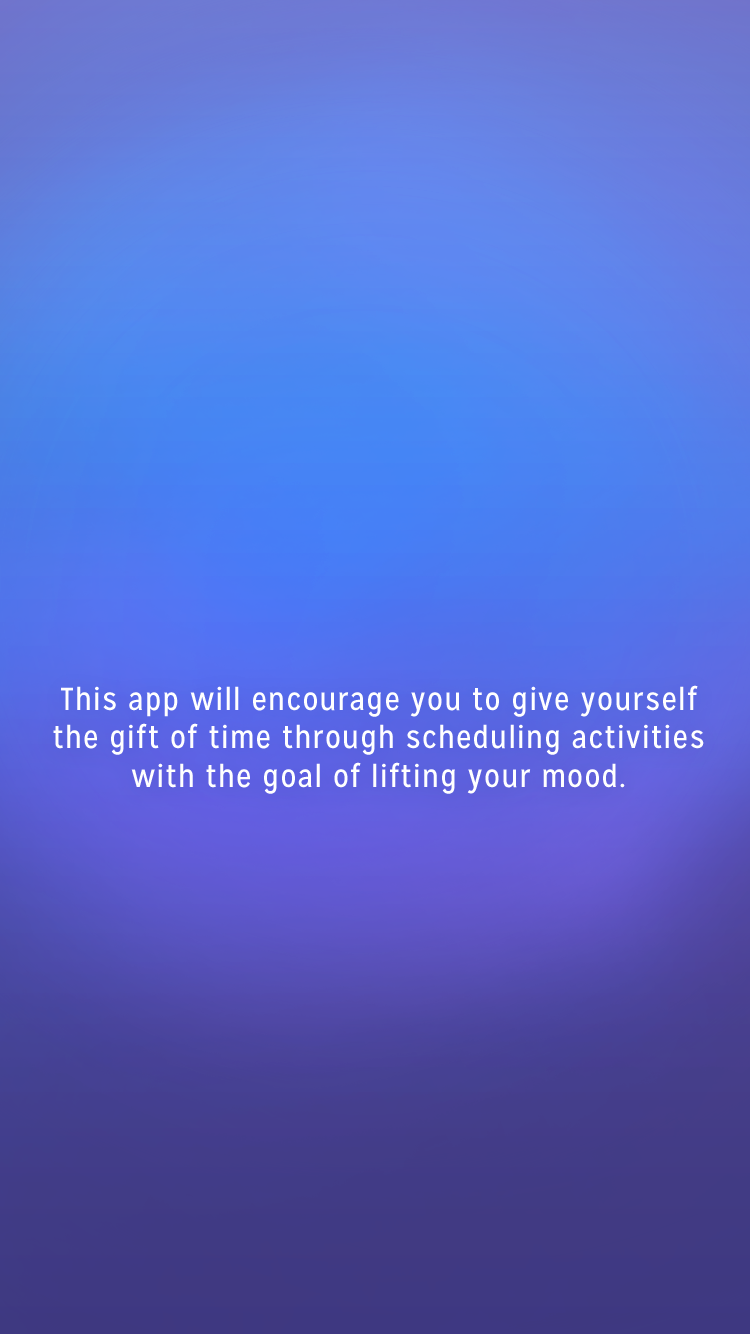 This app will encourage you to give yourself
the gift of time through scheduling activities
with the goal of lifting your mood.